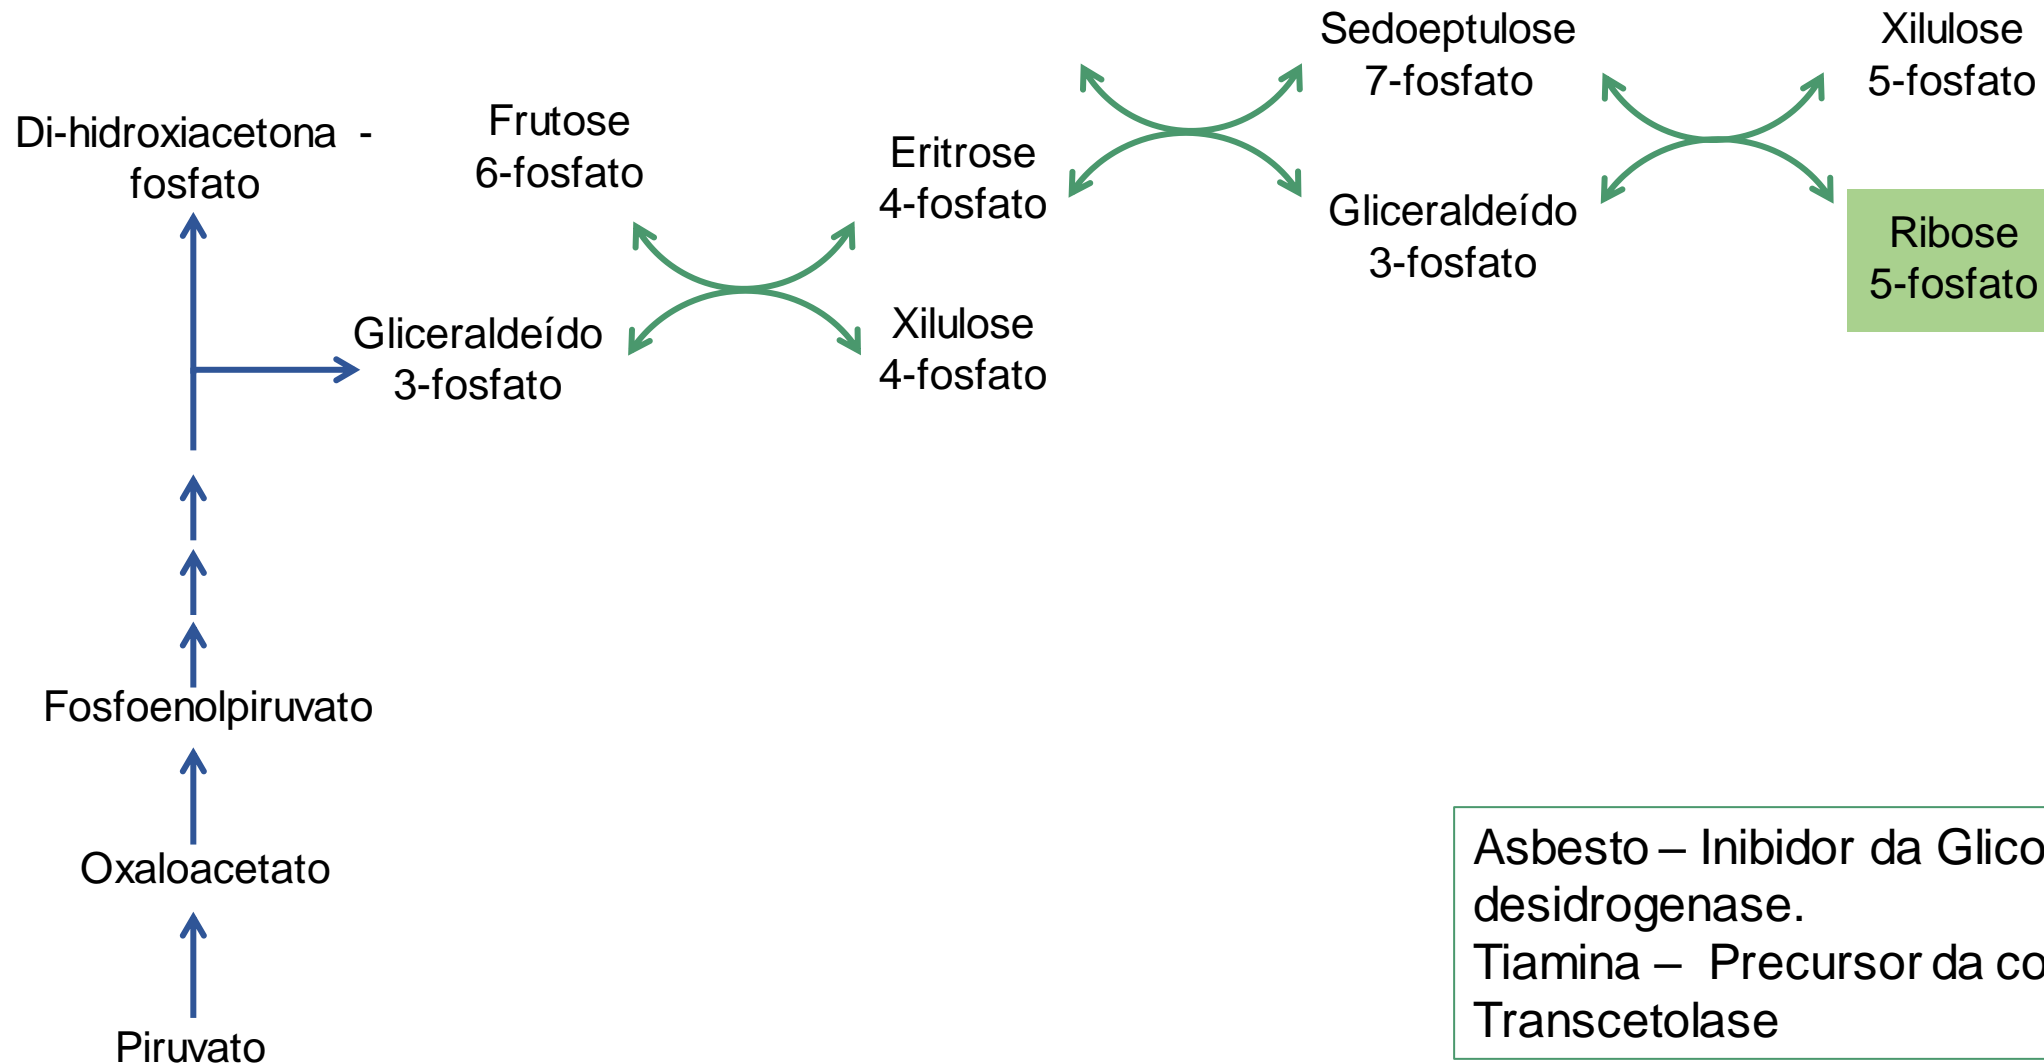 Di-hidroxiacetona -
fosfato
Frutose
6-fosfato
Gliceraldeído
3-fosfato
Eritrose
4-fosfato
Xilulose
4-fosfato
Sedoeptulose
7-fosfato
Gliceraldeído
3-fosfato
Xilulose
5-fosfato
Ribose
5-fosfato
Fosfoenolpiruvato
Oxaloacetato
Piruvato
Asbesto – Inibidor da Glico
desidrogenase.
Tiamina – Precursor da co
Transcetolase